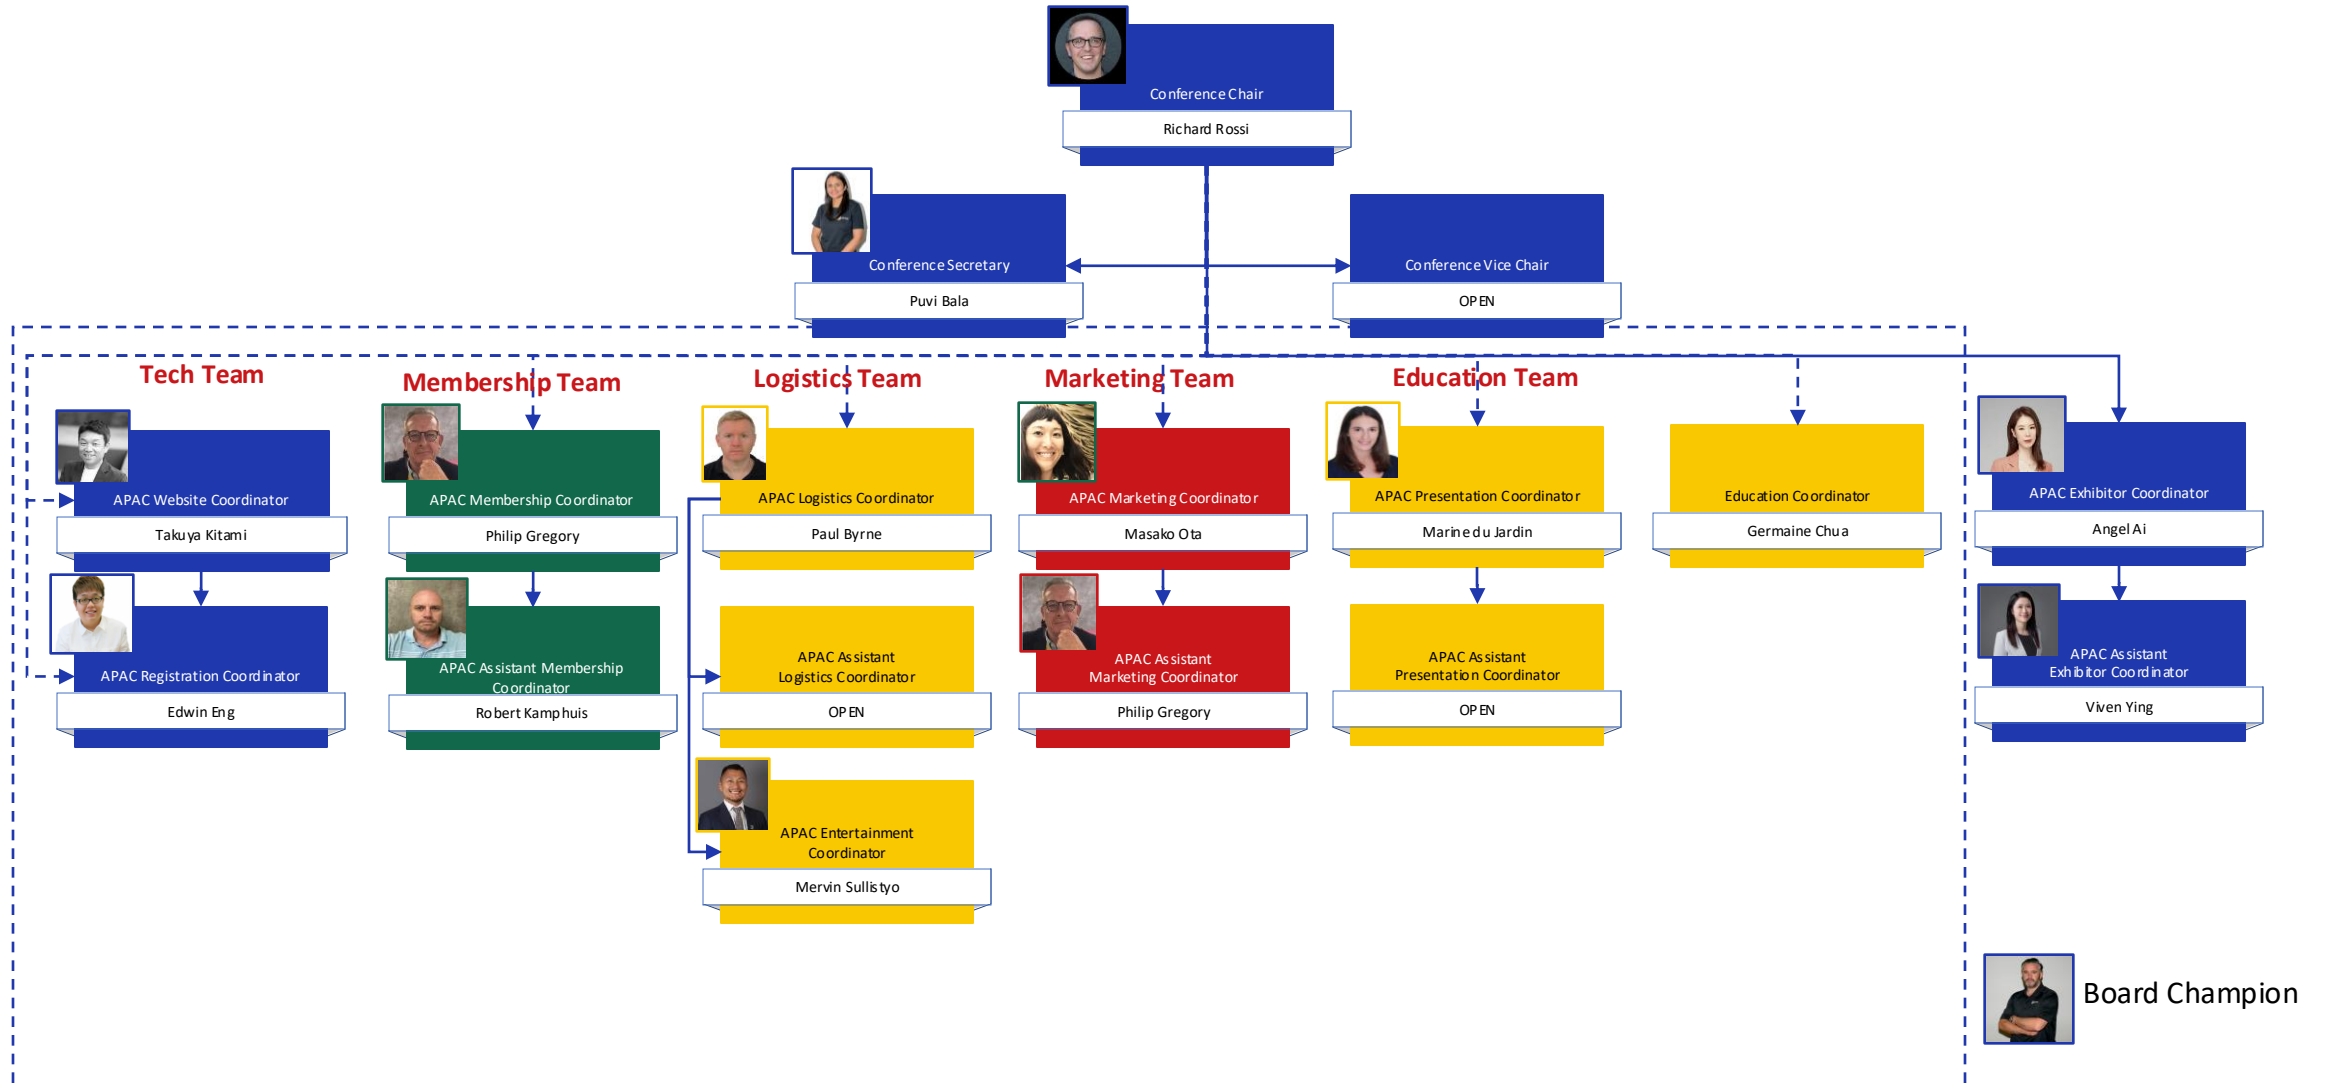 Conference Chair
Richard Rossi
Conference Secretary
Puvi Bala
Conference Vice Chair
OPEN
Tech Team
Membership Team
Logistics Team
Marketing Team
Education Team
APAC Website Coordinator
Takuya Kitami
APAC Membership Coordinator
Philip Gregory
APAC Logistics Coordinator
Paul Byrne
APAC Marketing Coordinator
Masako Ota
APAC Presentation Coordinator
Marine du Jardin
Education Coordinator
Germaine Chua
APAC Exhibitor Coordinator
Angel Ai
APAC Registration Coordinator
Edwin Eng
APAC Assistant Membership
Coordinator
Robert Kamphuis
APAC Assistant
Logistics Coordinator
OPEN
APAC Assistant
Marketing Coordinator
Philip Gregory
APAC Assistant
Presentation Coordinator
OPEN
APAC Assistant
Exhibitor Coordinator
Viven Ying
APAC Entertainment
Coordinator
Mervin Sullistyo
Board Champion